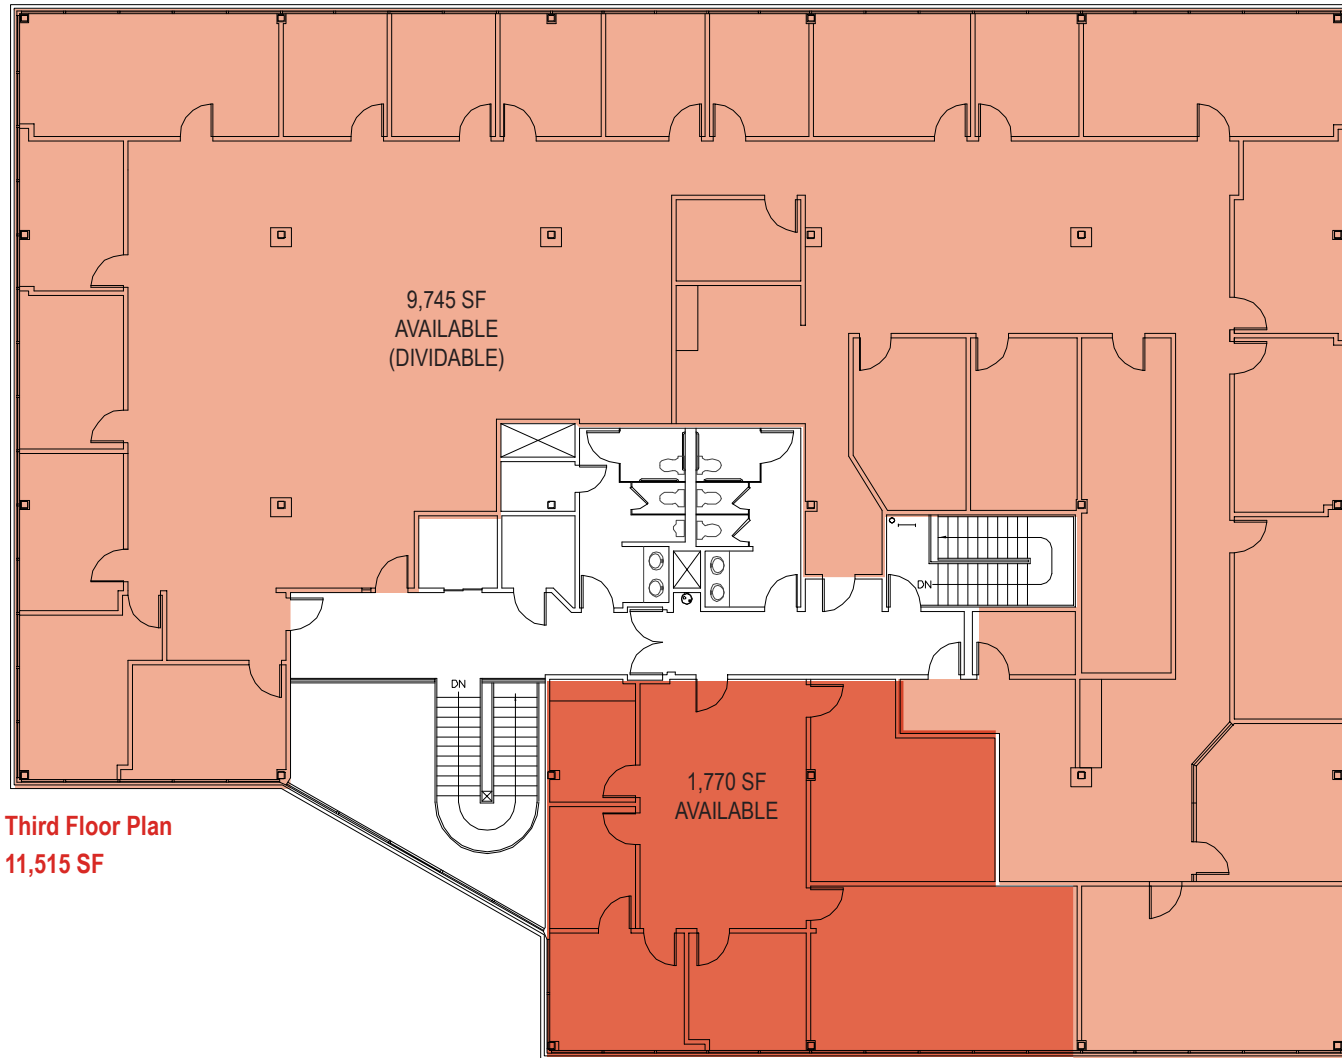 9,745 SF
AVAILABLE
(DIVIDABLE)
DN
DN
1,770 SF
AVAILABLE
Third Floor Plan
11,515 SF